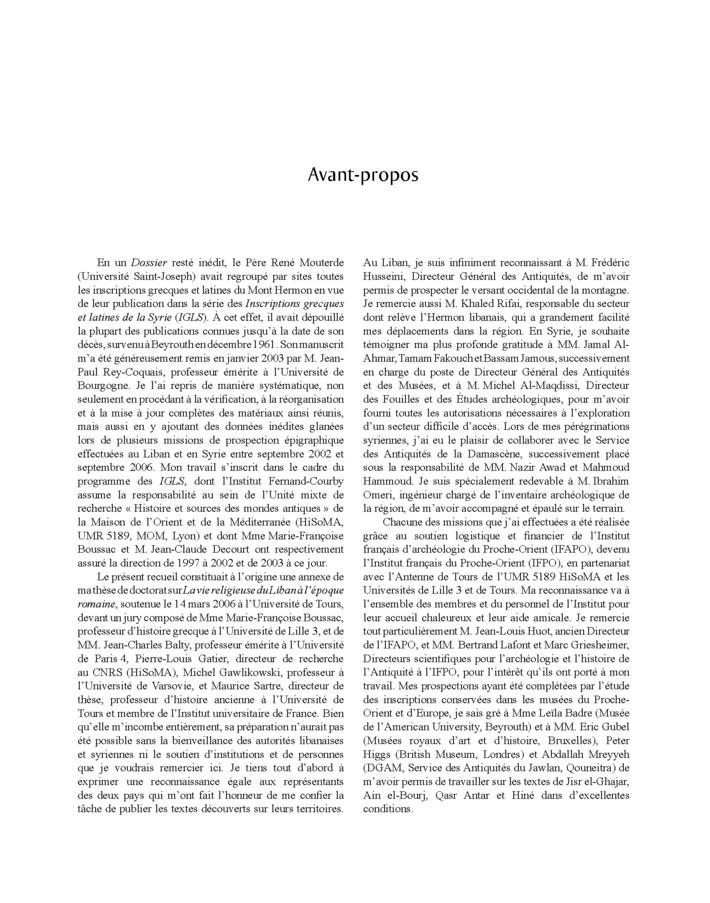 Avant-propos
En un Dossier resté inédit, le Père René Mouterde
(Université Saint-Joseph) avait regroupé par sites toutes
les inscriptions grecques et latines du Mont Hermon en vue
de leur publication dans la série des Inscriptions grecques
et latines de la Syrie (IGLS). À cet effet, il avait dépouillé
la plupart des publications connues jusqu'à la date de son
décès, survenu à Beyrouth en décembre 1961. Son manuscrit
m'a été généreusement remis en janvier 2003 par M. Jean-
Paul Rey-Coquais, professeur émérite à l'Université de
Bourgogne. Je l'ai repris de manière systématique, non
seulement en procédant à la vérification, à la réorganisation
et à la mise à jour complètes des matériaux ainsi réunis,
mais aussi en y ajoutant des données inédites glanées
lors de plusieurs missions de prospection épigraphique
effectuées au Liban et en Syrie entre septembre 2002 et
septembre 2006. Mon travail s'inscrit dans le cadre du
programme des IGLS, dont l'Institut Fernand-Courby
assume la responsabilité au sein de l'Unité mixte de
recherche « Histoire et sources des mondes antiques » de
la Maison de l'Orient et de la Méditerranée (HiSoMA,
UMR 5189, MOM, Lyon) et dont Mme Marie-Françoise
Boussac et M. Jean-Claude Decourt ont respectivement
assuré la direction de 1997 à 2002 et de 2003 à ce jour.
Le présent recueil constituait à l'origine une annexe de
ma thèse de doctorat sur La vie religieuse du Liban à l'époque
romaine, soutenue le 14 mars 2006 à l'Université de Tours,
devant un jury composé de Mme Marie-Françoise Boussac,
professeur d'histoire grecque à l'Université de Lille 3, et de
MM. Jean-Charles Balty, professeur émérite à l'Université
de Paris 4, Pierre-Louis Gatier, directeur de recherche
au CNRS (HiSoMA), Michel Gawlikowski, professeur à
l'Université de Varsovie, et Maurice Sartre, directeur de
thèse, professeur d'histoire ancienne à l'Université de
Tours et membre de l'Institut universitaire de France. Bien
qu'elle m'incombe entièrement, sa préparation n'aurait pas
été possible sans la bienveillance des autorités libanaises
et syriennes ni le soutien d'institutions et de personnes
que je voudrais remercier ici. Je tiens tout d'abord à
exprimer une reconnaissance égale aux représentants
des deux pays qui m'ont fait l'honneur de me confier la
tâche de publier les textes découverts sur leurs territoires.
Au Liban, je suis infiniment reconnaissant à M. Frédéric
Husseini, Directeur Général des Antiquités, de m'avoir
permis de prospecter le versant occidental de la montagne.
Je remercie aussi M. Khaled Rifai, responsable du secteur
dont relève l'Hermon libanais, qui a grandement facilité
mes déplacements dans la région. En Syrie, je souhaite
témoigner ma plus profonde gratitude à MM. Jamal Al-
Ahmar, Tamam Fakouch et Bassam Jamous, successivement
en charge du poste de Directeur Général des Antiquités
et des Musées, et à M. Michel Al-Maqdissi, Directeur
des Fouilles et des Études archéologiques, pour m'avoir
fourni toutes les autorisations nécessaires à l'exploration
d'un secteur difficile d'accès. Lors de mes pérégrinations
syriennes, j'ai eu le plaisir de collaborer avec le Service
des Antiquités de la Damascène, successivement placé
sous la responsabilité de MM. Nazir Awad et Mahmoud
Hammoud. Je suis spécialement redevable à M. Ibrahim
Omeri, ingénieur chargé de l'inventaire archéologique de
la région, de m'avoir accompagné et épaulé sur le terrain.
Chacune des missions que j'ai effectuées a été réalisée
grâce au soutien logistique et financier de l'Institut
français d'archéologie du Proche-Orient (IFAPO), devenu
l'Institut français du Proche-Orient (IFPO), en partenariat
avec l'Antenne de Tours de l'UMR 5189 HiSoMA et les
Universités de Lille 3 et de Tours. Ma reconnaissance va à
l'ensemble des membres et du personnel de l'Institut pour
leur accueil chaleureux et leur aide amicale. Je remercie
tout particulièrement M. Jean-Louis Huot, ancien Directeur
de l'IFAPO, et MM. Bertrand Lafont et Marc Griesheimer,
Directeurs scientifiques pour l'archéologie et l'histoire de
l'Antiquité à l'IFPO, pour l'intérêt qu'ils ont porté à mon
travail. Mes prospections ayant été complétées par l'étude
des inscriptions conservées dans les musées du Proche-
Orient et d'Europe, je sais gré à Mme Leïla Badre (Musée
de l'American University, Beyrouth) et à MM. Eric Gubel
(Musées royaux d'art et d'histoire, Bruxelles), Peter
Higgs (British Museum, Londres) et Abdallah Mreyyeh
(DGAM, Service des Antiquités du Jawlan, Qouneitra) de
m'avoir permis de travailler sur les textes de Jisr el-Ghajar,
Ain el-Bourj, Qasr Antar et Hiné dans d'excellentes
conditions.